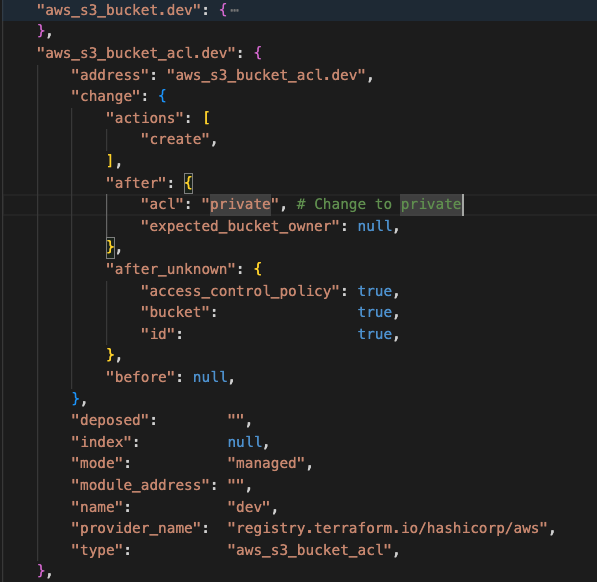 "aws_s3_bucket.dev": {⋯
},
"aws_s3_bucket_acl.dev": {
    "address": "aws_s3_bucket_acl.dev",
    "change": {
        "actions": [
            "create",
        ],
        "after": {
            "acl": "private", # Change to private
            "expected_bucket_owner": null,
        },
        "after_unknown": {
            "access_control_policy": true,
            "bucket":                true,
            "id":                    true,
        },
        "before": null,
    },
    "deposed":        "",
    "index":          null,
    "mode":           "managed",
    "module_address": "",
    "name":           "dev",
    "provider_name":  "registry.terraform.io/hashicorp/aws",
    "type":           "aws_s3_bucket_acl",
},